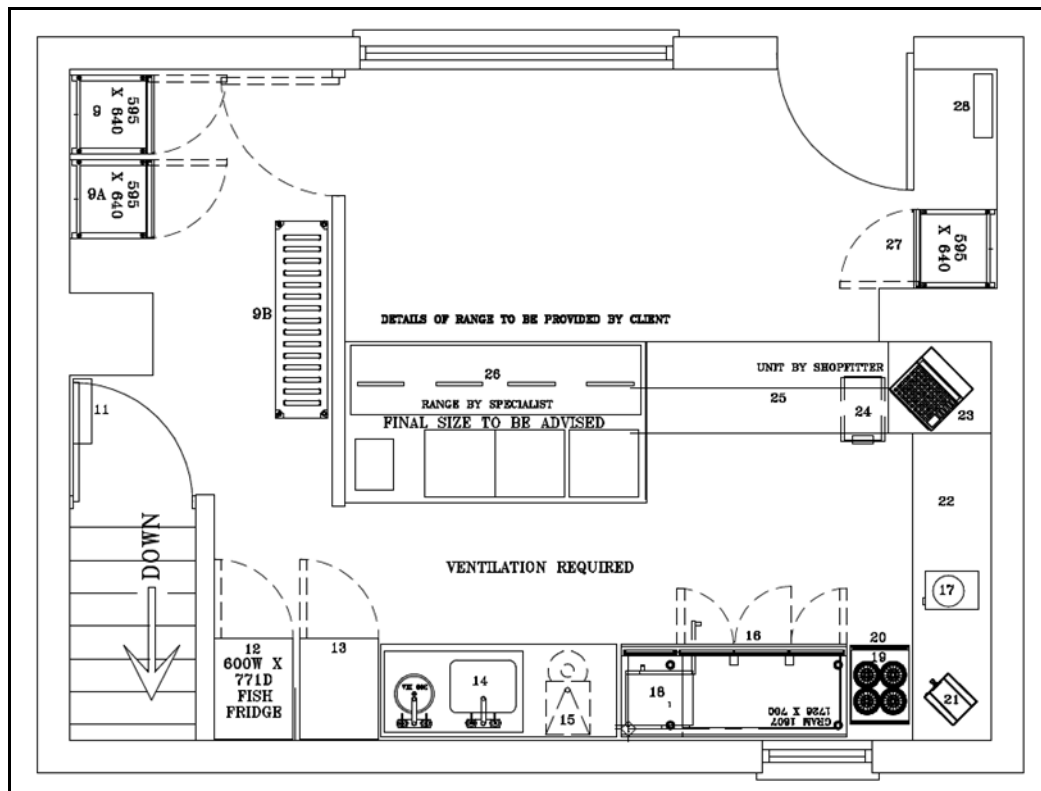 6
595
X 640
9A
595
X 640
28
27
595
X 640
9B
DETAILS OF RANGE TO BE PROVIDED BY CLIENT
26
UNIT BY SHOPFITTER
RANGE BY SPECIALIST
25
24
23
FINAL SIZE TO BE ADVISED
11
22
DOWN
VENTILATION REQUIRED
17
12
600W X
771D
FISH
FRIDGE
13
14
15
16
18
GRAM 1807
1726 X 700
20
19
21